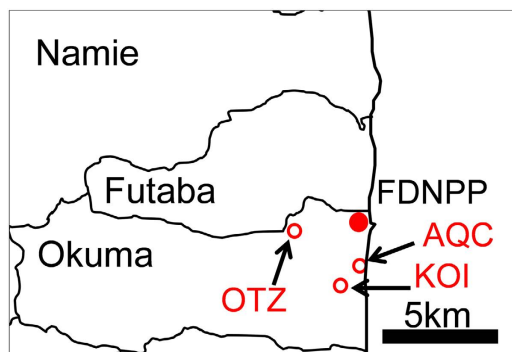 Namie
Futaba
FDNPP
AQC
Okuma
KOI
OTZ
5km